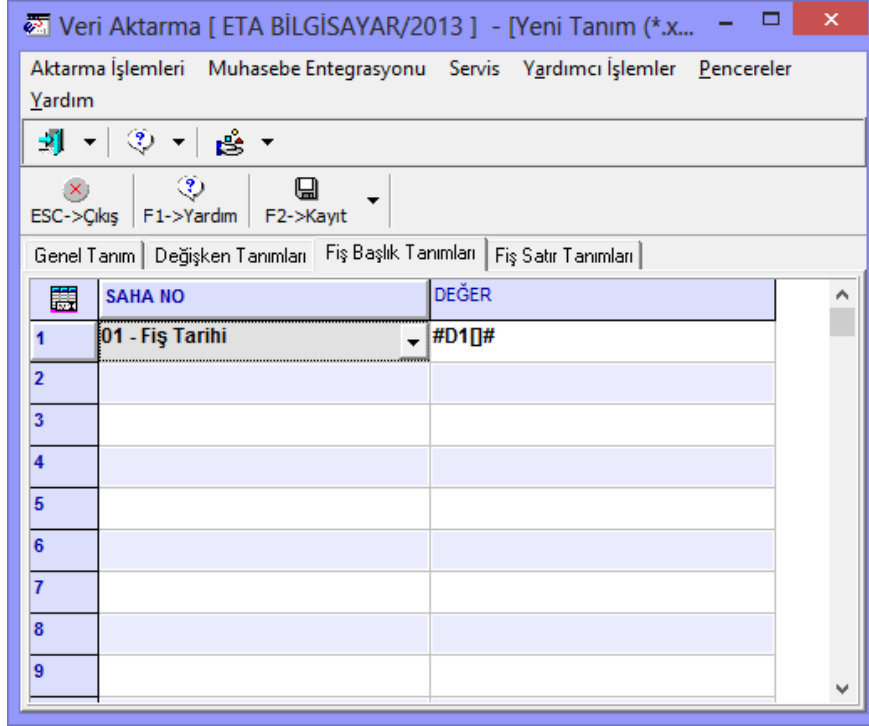 Veri Aktarma [ ETA BİLGİSAYAR/2013 ] - [Yeni Tanım (*.x...
Aktarma İşlemleri Muhasebe Entegrasyonu Servis Yardımcı İşlemler Pencereler
Yardım
ESC->Çıkış F1->Yardım F2->Kayıt
Genel Tanım Değişken Tanımları Fiş Başlık Tanımları Fiş Satır Tanımları
SAHA NO DEĞER
1 01 - Fiş Tarihi #D1[]#
2
3
4
5
6
7
8
9